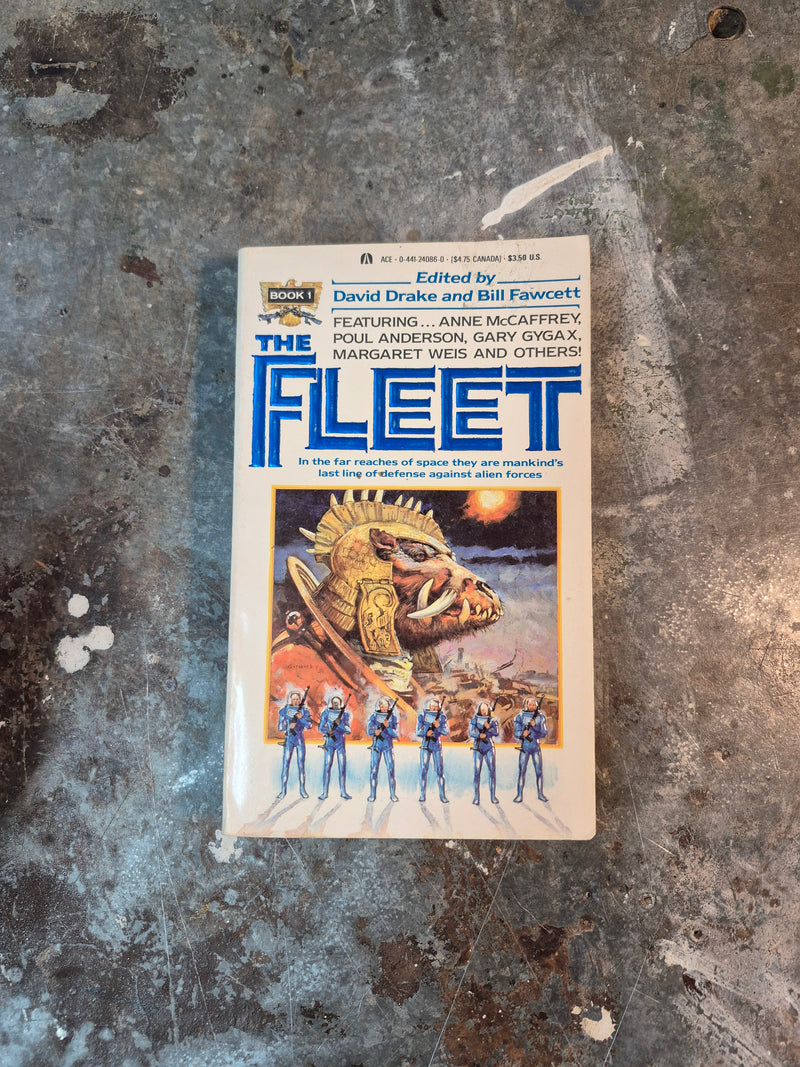 ACE · 0-441-24086-0 · ($4.75 CANADA) · $3.50 U.S.
BOOK 1
Edited by
David Drake and Bill Fawcett
FEATURING... ANNE McCAFFREY,
POUL ANDERSON, GARY GYGAX,
MARGARET WEIS AND OTHERS!
THE
FLEET
In the far reaches of space they are mankind's
last line of defense against alien forces